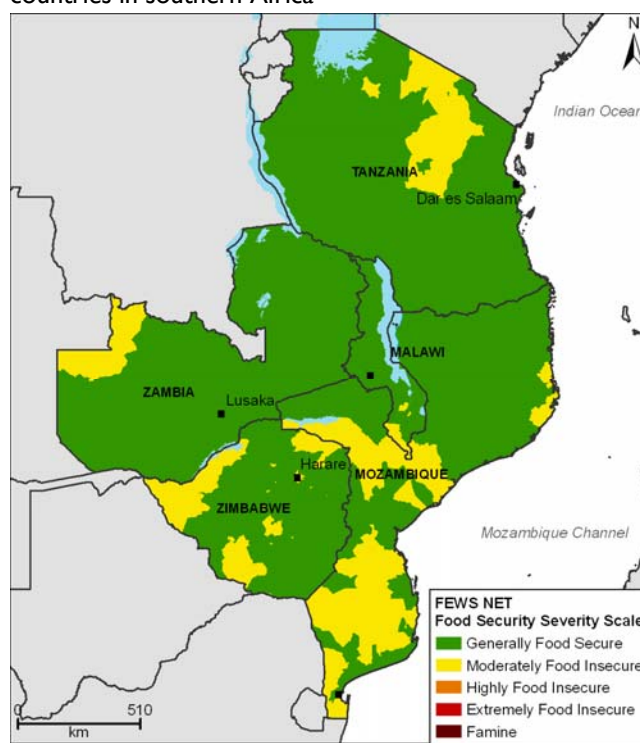 countries in southern Africa
N
Indian Ocean
TANZANIA
Dar es Salaam
MALAWI
ZAMBIA
Lusaka
Harare
MOZAMBIQUE
ZIMBABWE
Mozambique Channel
FEWS NET
Food Security Severity Scale
Generally Food Secure
Moderately Food Insecure
Highly Food Insecure
Extremely Food Insecure
Famine
0 510
km